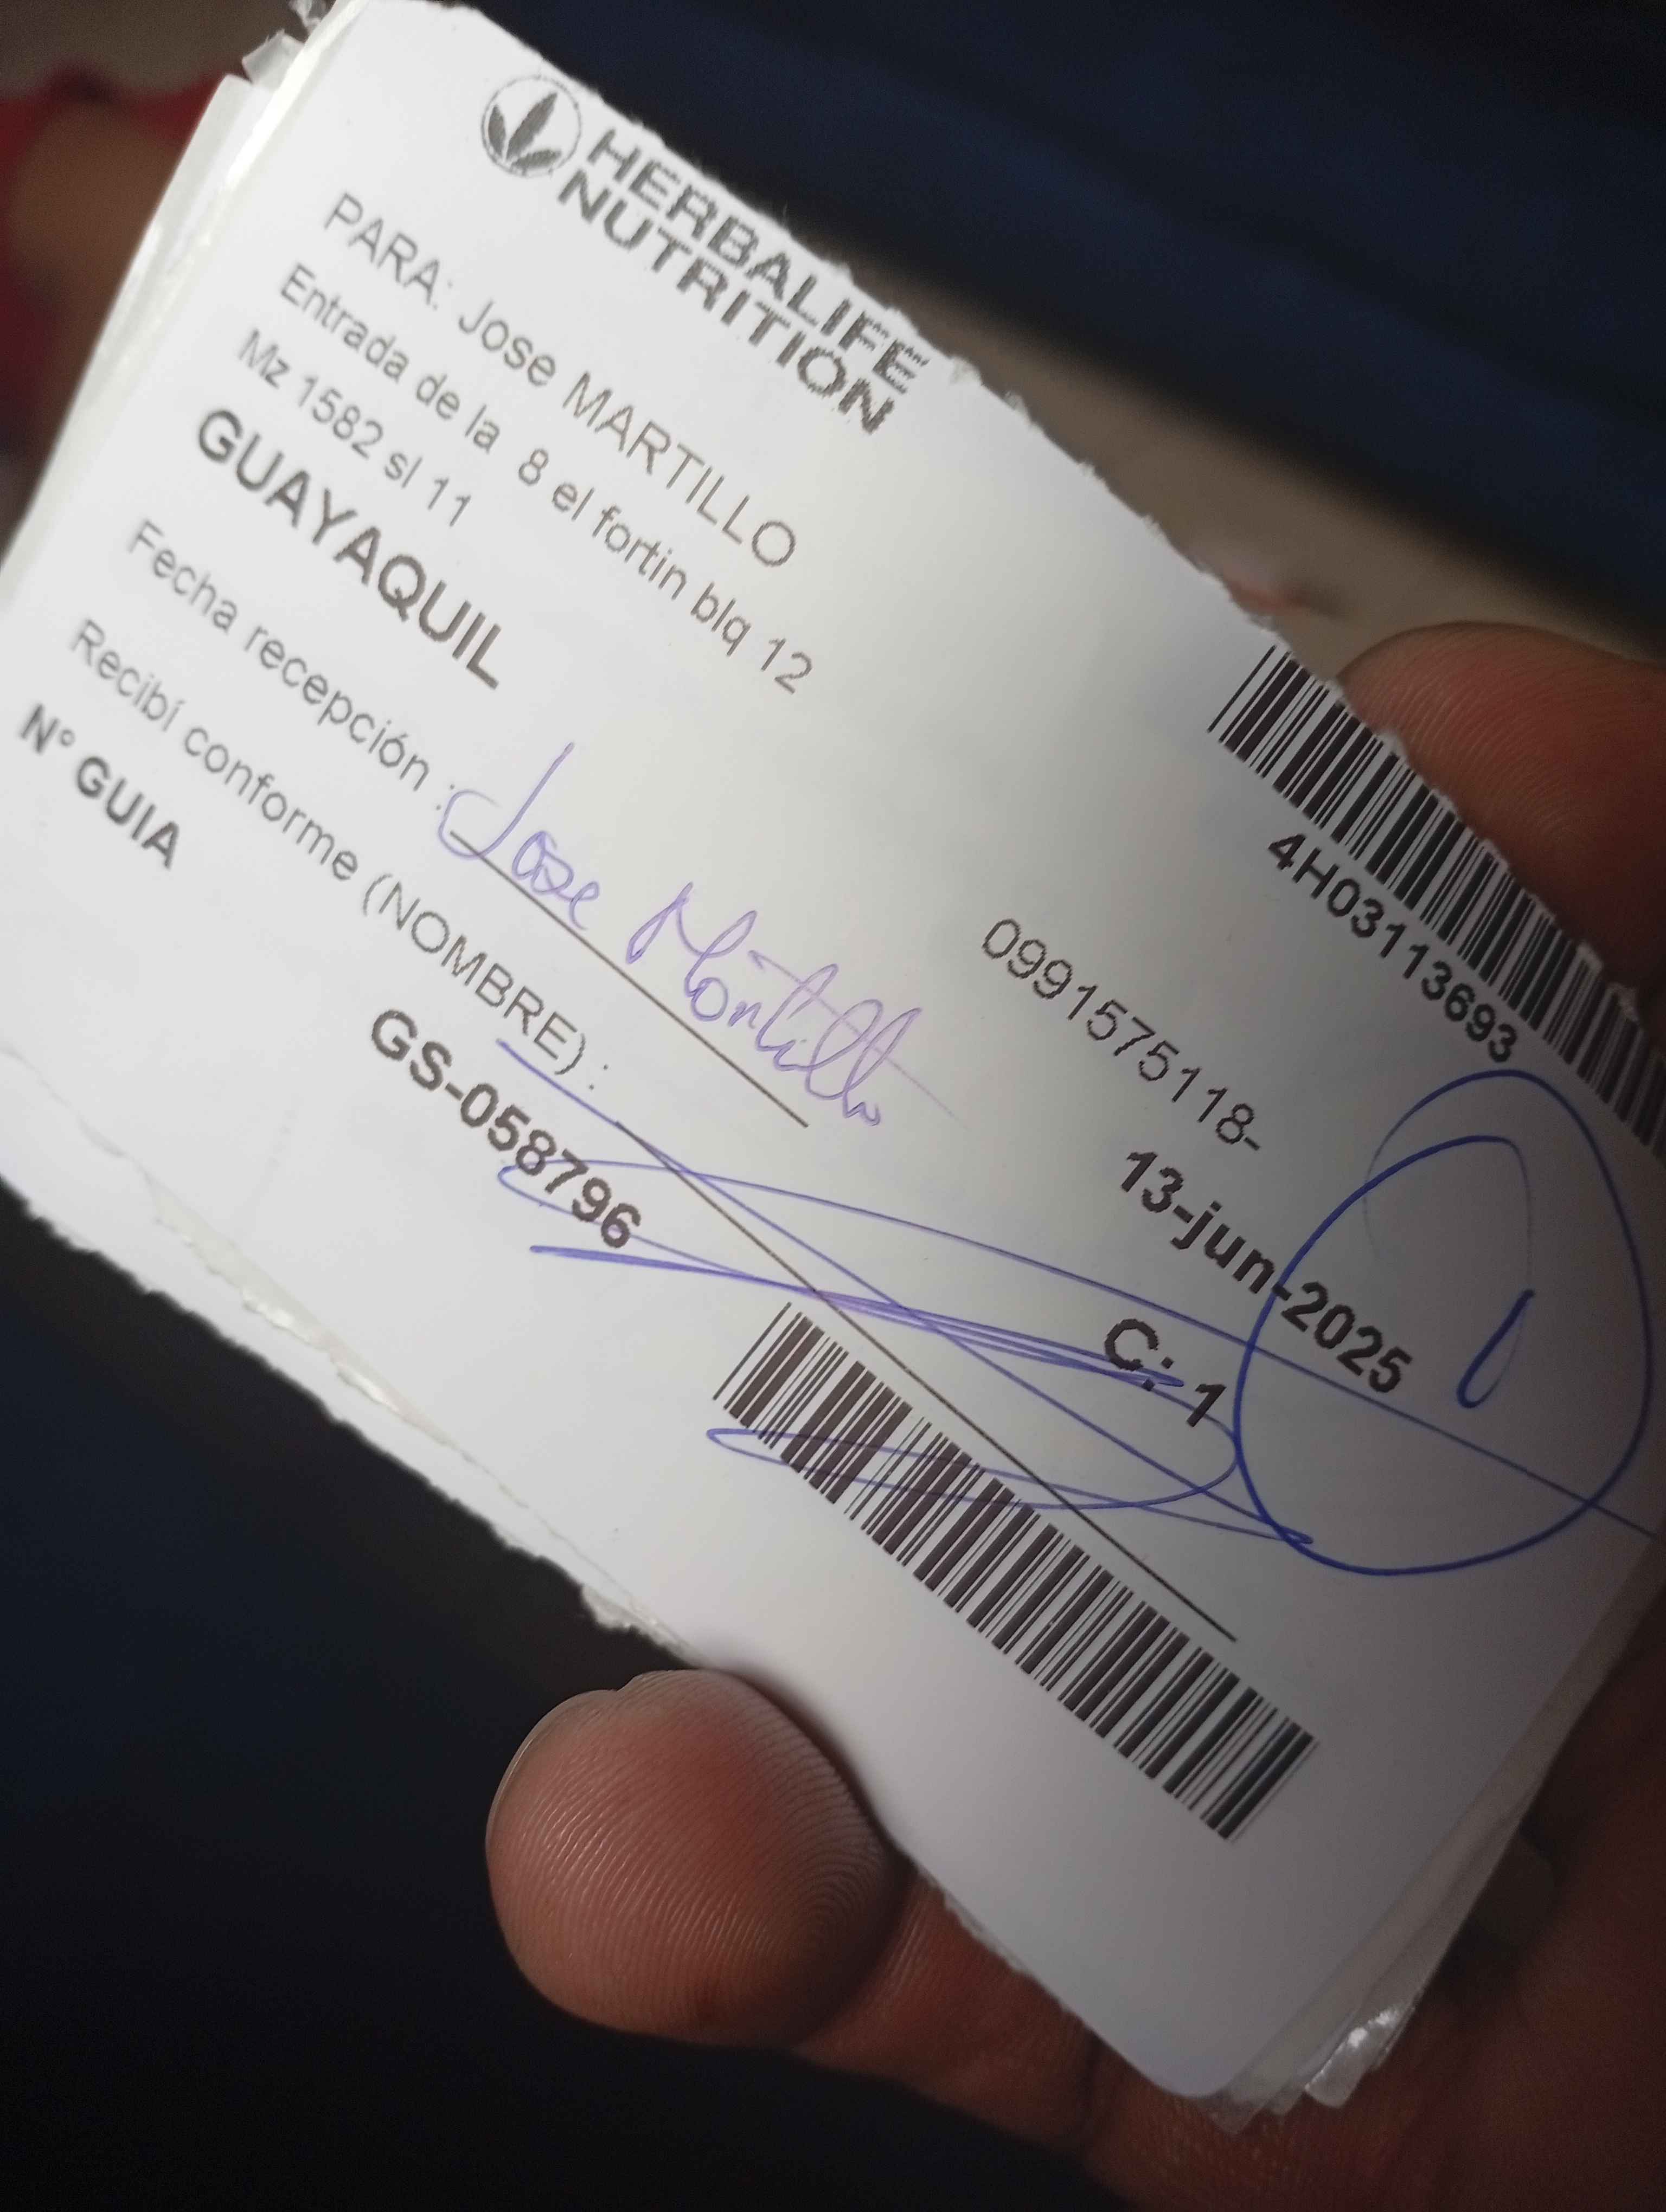 HERBALIFE
NUTRITION
4H03113693
PARA: Jose MARTILLO
Entrada de la 8 el fortin blq 12
Mz 1582 sl 11
0991575118-
GUAYAQUIL
13-jun-2025
Fecha recepción :
Jose Martillo
C: 1
1
Recibí conforme (NOMBRE) :
N° GUIA
GS-058796